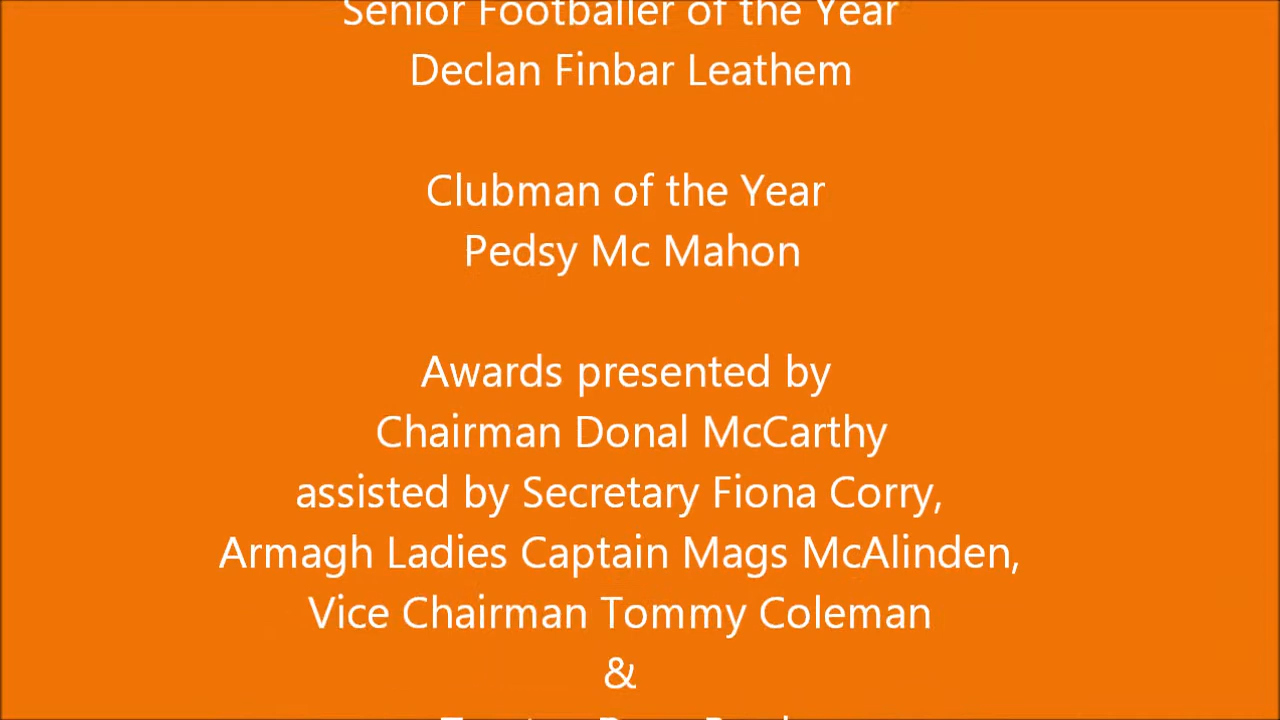 Senior Footballer of the Year
Declan Finbar Leathem
Clubman of the Year
Pedsy Mc Mahon
Awards presented by
Chairman Donal McCarthy
assisted by Secretary Fiona Corry,
Armagh Ladies Captain Mags McAlinden,
Vice Chairman Tommy Coleman
&